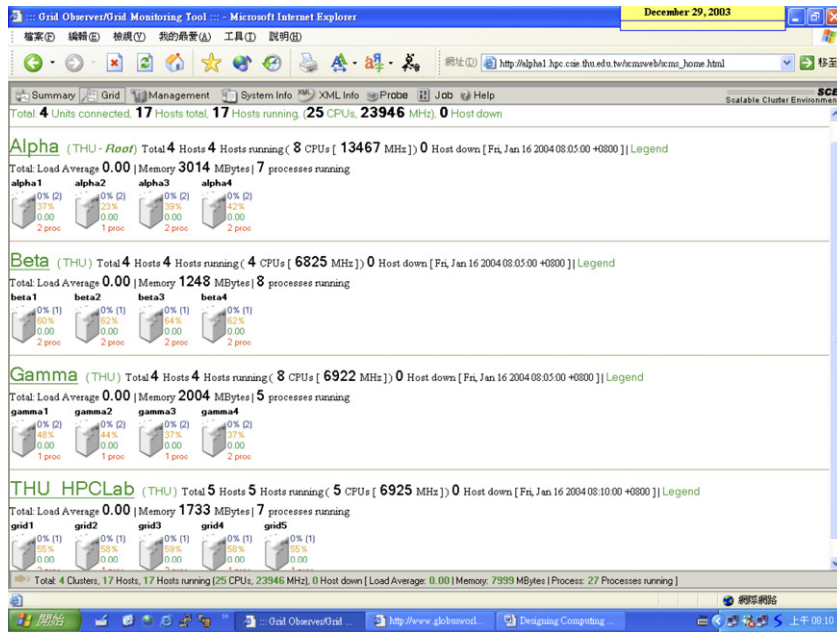 ::: Grid Observer/Grid Monitoring Tool ::: - Microsoft Internet Explorer
December 29, 2003
檔案(F) 編輯(E) 檢視(V) 我的最愛(A) 工具(T) 說明(H)
網址(D) http://alpha1.hpc.csie.thu.edu.tw/scmsweb/scms_home.html 移至
Summary Grid Management System Info XML Info Probe Job Help
SCE
Scalable Cluster Environment
Total: 4 Units connected, 17 Hosts total, 17 Hosts running, (25 CPUs, 23946 MHz), 0 Host down
Alpha (THU - Root) Total 4 Hosts 4 Hosts running ( 8 CPUs [ 13467 MHz ]) 0 Host down [ Fri, Jan 16 2004 08:05:00 +0800 ] | Legend
Total: Load Average 0.00 | Memory 3014 MBytes | 7 processes running
alpha1 alpha2 alpha3 alpha4
0% (2) 0% (2) 0% (2) 0% (2)
37% 23% 39% 42%
0.00 0.00 0.00 0.00
2 proc 1 proc 2 proc 2 proc
Beta (THU) Total 4 Hosts 4 Hosts running ( 4 CPUs [ 6825 MHz ]) 0 Host down [ Fri, Jan 16 2004 08:05:00 +0800 ] | Legend
Total: Load Average 0.00 | Memory 1248 MBytes | 8 processes running
beta1 beta2 beta3 beta4
0% (1) 0% (1) 0% (1) 0% (1)
60% 62% 64% 62%
0.00 0.00 0.00 0.00
2 proc 2 proc 2 proc 2 proc
Gamma (THU) Total 4 Hosts 4 Hosts running ( 8 CPUs [ 6922 MHz ]) 0 Host down [ Fri, Jan 16 2004 08:05:00 +0800 ] | Legend
Total: Load Average 0.00 | Memory 2004 MBytes | 5 processes running
gamma1 gamma2 gamma3 gamma4
0% (2) 0% (2) 0% (2) 0% (2)
48% 44% 37% 37%
0.00 0.00 0.00 0.00
1 proc 1 proc 1 proc 2 proc
THU HPCLab (THU) Total 5 Hosts 5 Hosts running ( 5 CPUs [ 6925 MHz ]) 0 Host down [ Fri, Jan 16 2004 08:10:00 +0800 ] | Legend
Total: Load Average 0.00 | Memory 1733 MBytes | 7 processes running
grid1 grid2 grid3 grid4 grid5
0% (1) 0% (1) 0% (1) 0% (1) 0% (1)
55% 58% 59% 58% 55%
0.00 0.00 0.00 0.00 0.00
Total: 4 Clusters, 17 Hosts, 17 Hosts running (25 CPUs, 23946 MHz), 0 Host down [ Load Average: 0.00 | Memory: 7999 MBytes | Process: 27 Processes running ]
網際網路
開始 ::: Grid Observer/Grid ... http://www.globusworl... Designing Computing ... 上午 08:10